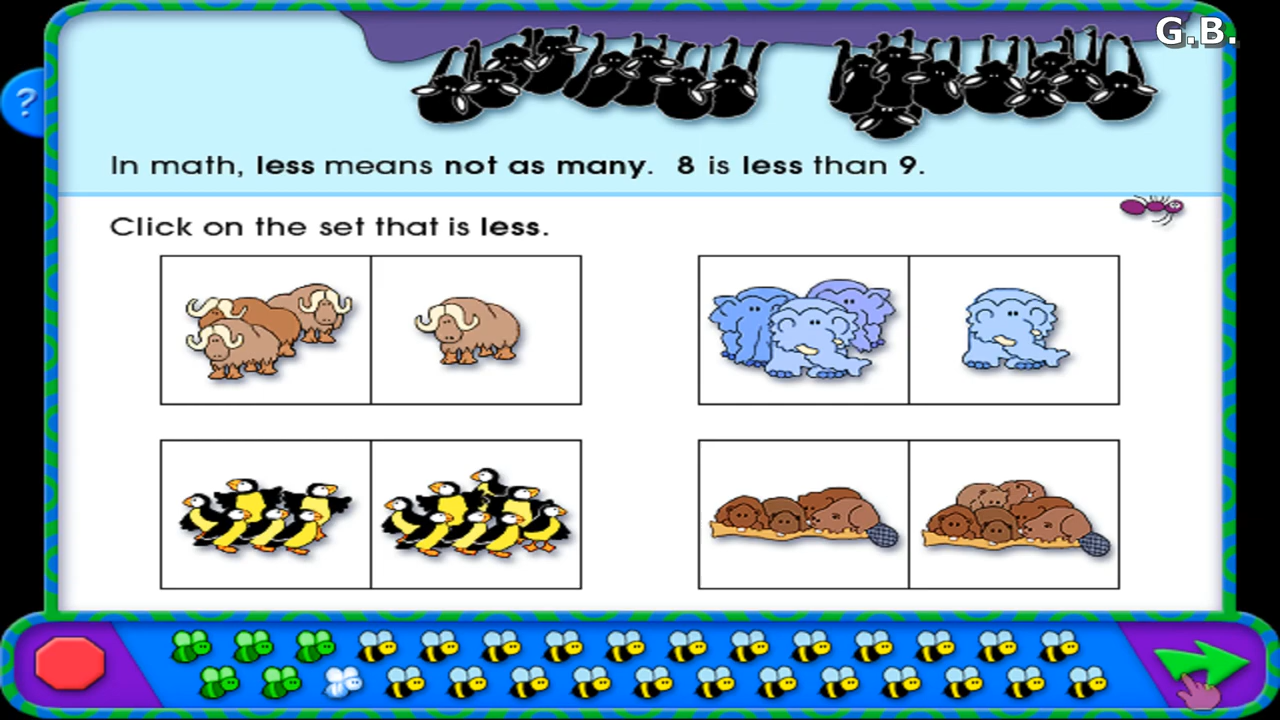 G.B.
?
In math, less means not as many. 8 is less than 9.
Click on the set that is less.